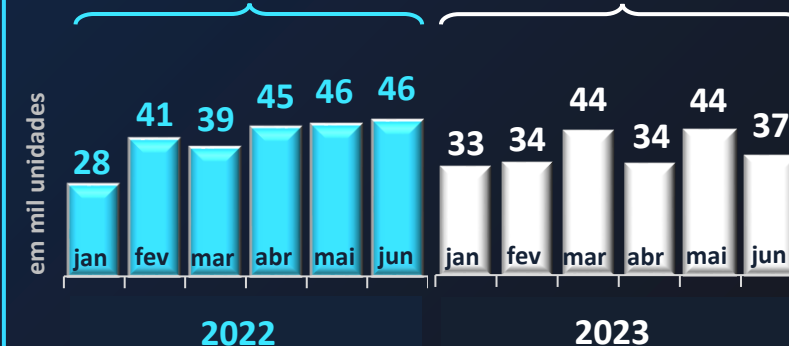 em mil unidades
28 41 39 45 46 46 33 34 44 34 44 37
jan fev mar abr mai jun jan fev mar abr mai jun
2022 2023